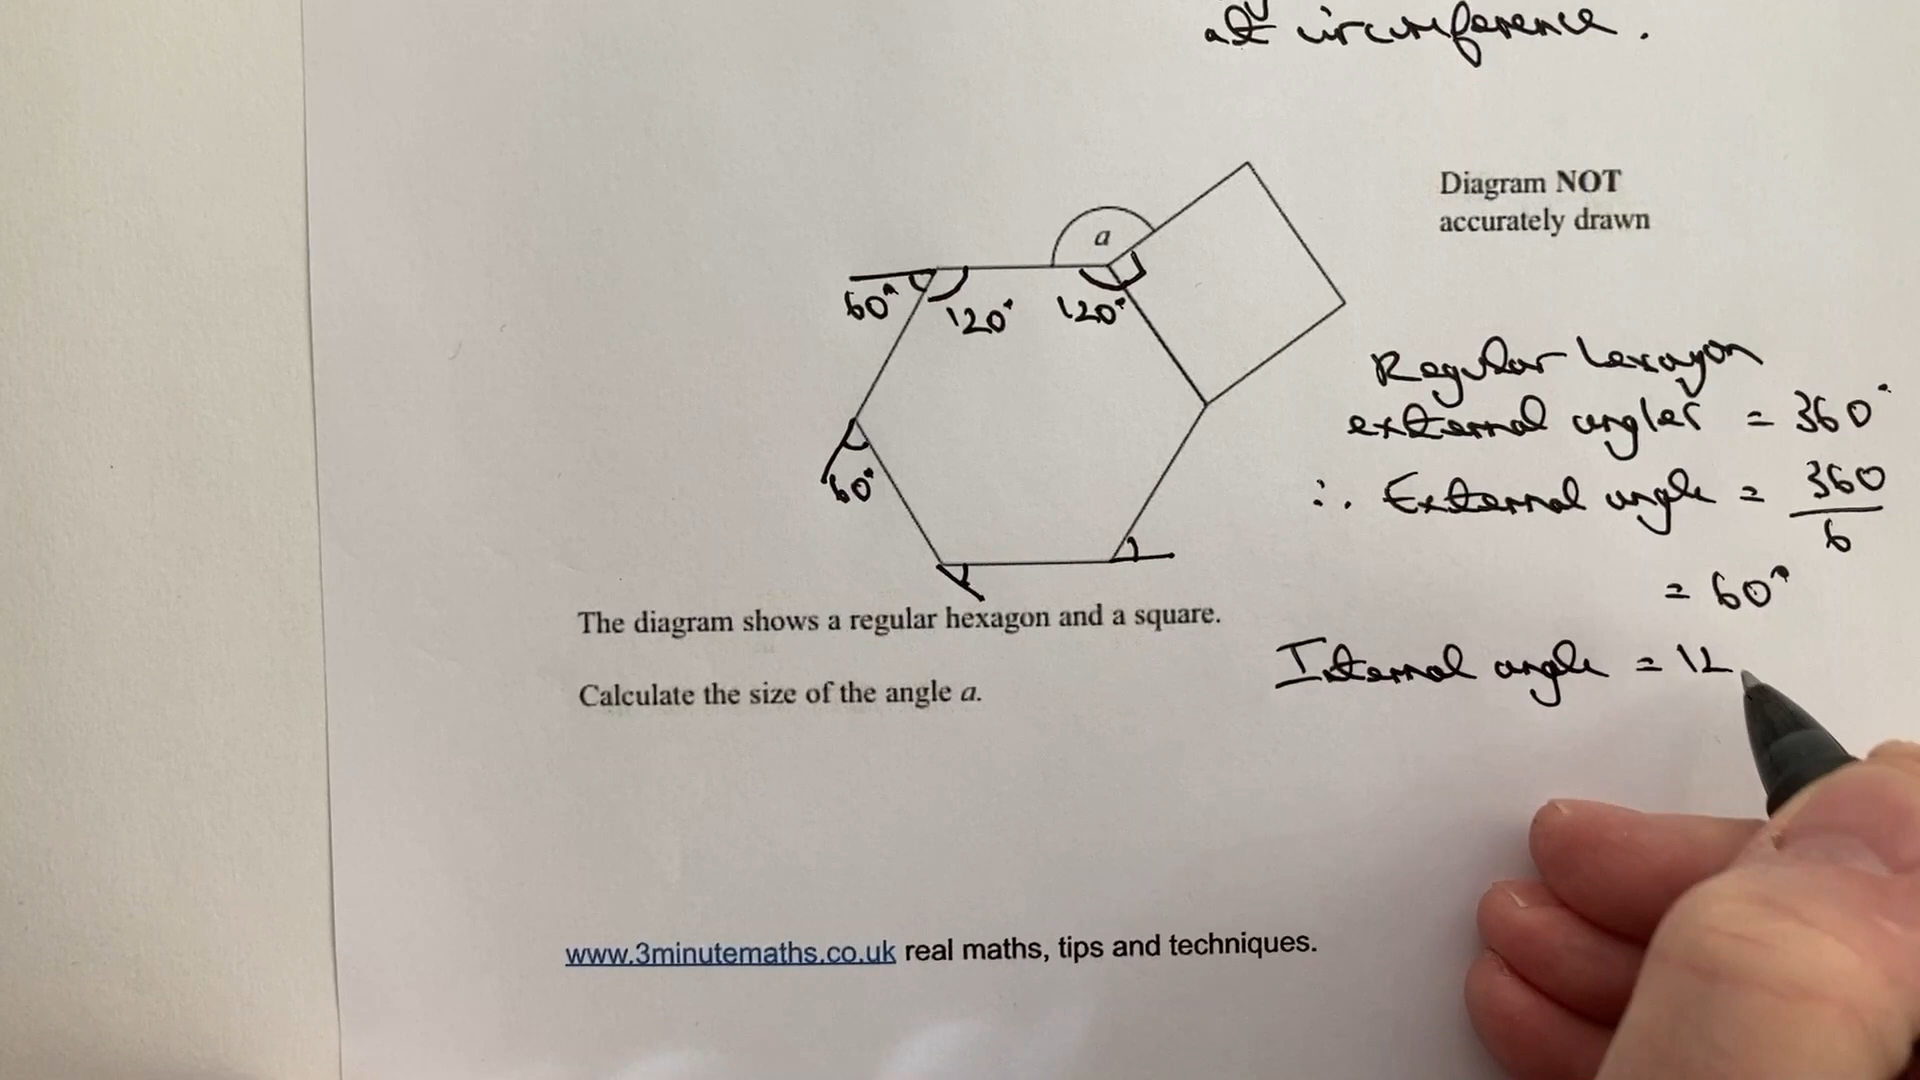 at circumference.
Diagram NOT
accurately drawn
a
60°
120°
120°
60°
Regular hexagon
external angles = 360°
∴ External angle = 360/6
= 60°
Internal angle = 12
The diagram shows a regular hexagon and a square.
Calculate the size of the angle a.
www.3minutemaths.co.uk real maths, tips and techniques.